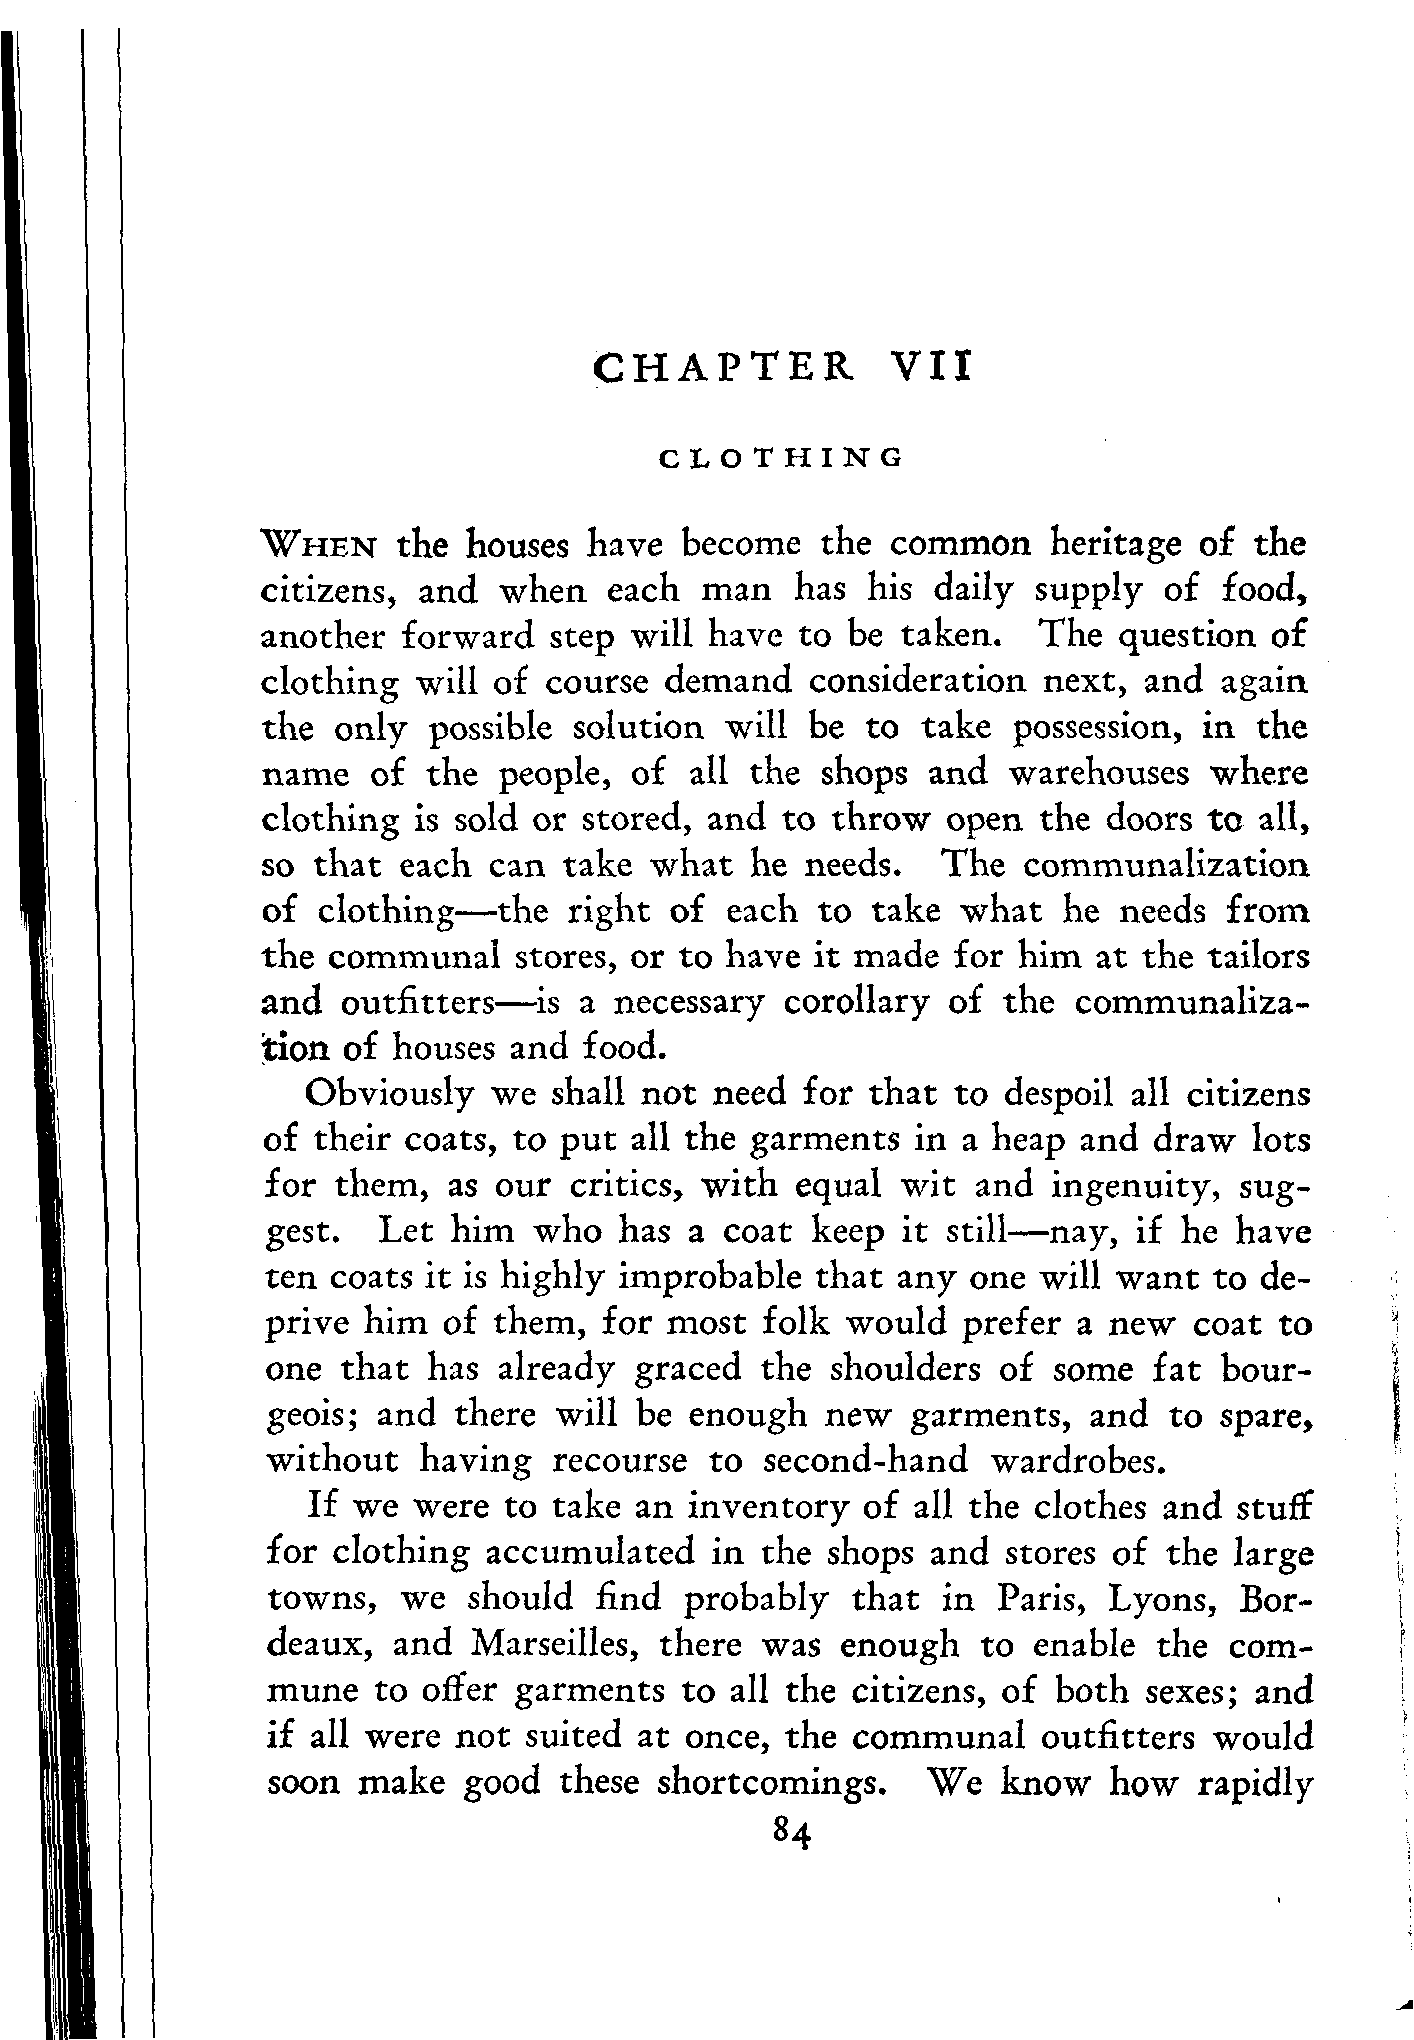 CHAPTER VII
CLOTHING
WHEN the houses have become the common heritage of the
citizens, and when each man has his daily supply of food,
another forward step will have to be taken. The question of
clothing will of course demand consideration next, and again
the only possible solution will be to take possession, in the
name of the people, of all the shops and warehouses where
clothing is sold or stored, and to throw open the doors to all,
so that each can take what he needs. The communalization
of clothing—the right of each to take what he needs from
the communal stores, or to have it made for him at the tailors
and outfitters—is a necessary corollary of the communaliza-
tion of houses and food.
Obviously we shall not need for that to despoil all citizens
of their coats, to put all the garments in a heap and draw lots
for them, as our critics, with equal wit and ingenuity, sug-
gest. Let him who has a coat keep it still—nay, if he have
ten coats it is highly improbable that any one will want to de-
prive him of them, for most folk would prefer a new coat to
one that has already graced the shoulders of some fat bour-
geois; and there will be enough new garments, and to spare,
without having recourse to second-hand wardrobes.
If we were to take an inventory of all the clothes and stuff
for clothing accumulated in the shops and stores of the large
towns, we should find probably that in Paris, Lyons, Bor-
deaux, and Marseilles, there was enough to enable the com-
mune to offer garments to all the citizens, of both sexes; and
if all were not suited at once, the communal outfitters would
soon make good these shortcomings. We know how rapidly
84